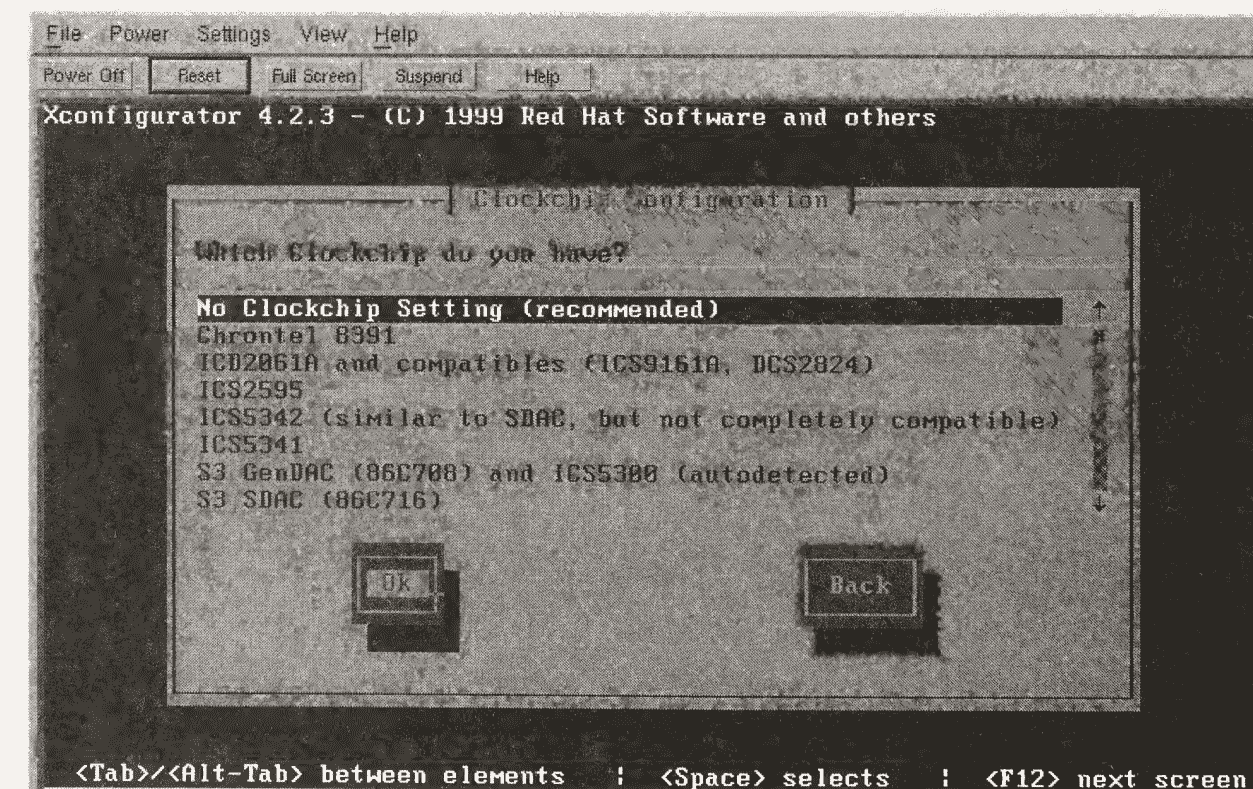 File Power Settings View Help
Power Off Reset Full Screen Suspend Help
Xconfigurator 4.2.3 - (C) 1999 Red Hat Software and others
Clockchip Configuration
Which Clockchip do you have?
No Clockchip Setting (recommended)
Chrontel 8391
ICD2061A and compatibles (ICS9161A, DCS2824)
ICS2595
ICS5342 (similar to SDAC, but not completely compatible)
ICS5341
S3 GenDAC (86C708) and ICS5300 (autodetected)
S3 SDAC (86C716)
Ok Back
<Tab>/<Alt-Tab> between elements ¦ <Space> selects ¦ <F12> next screen